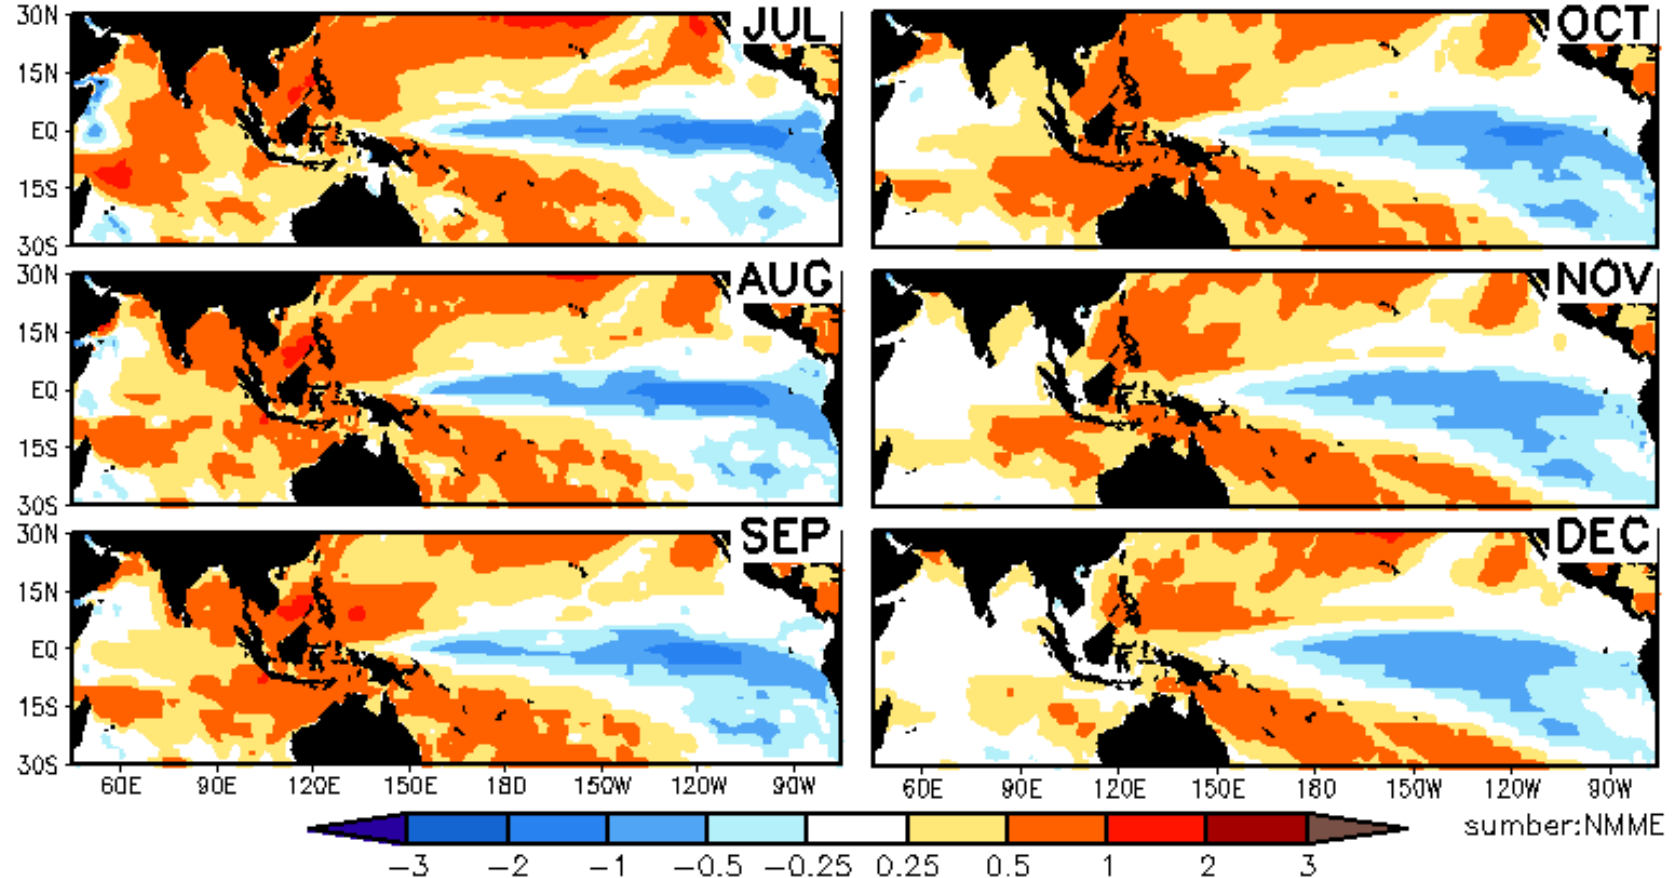 JUL
30N
15N
EQ
15S
30S
OCT
AUG
30N
15N
EQ
15S
30S
NOV
SEP
30N
15N
EQ
15S
30S
60E 90E 120E 150E 180 150W 120W 90W
DEC
60E 90E 120E 150E 180 150W 120W 90W
-3 -2 -1 -0.5 -0.25 0.25 0.5 1 2 3
sumber:NMME